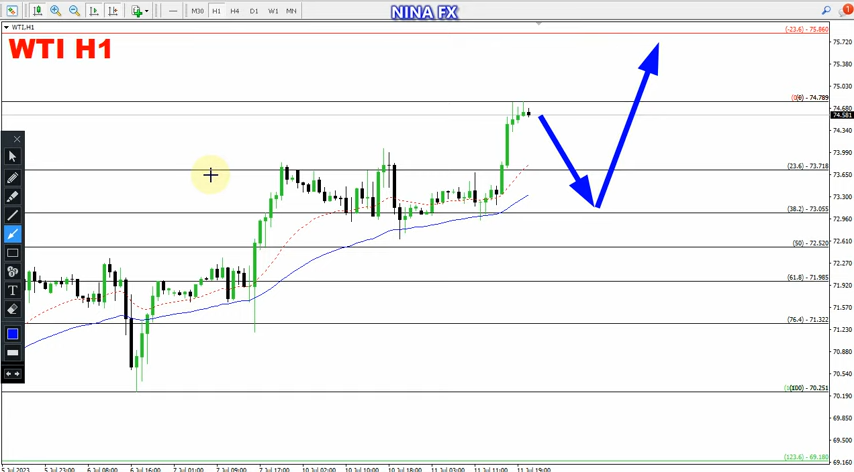 M30 H1 H4 D1 W1 MN
NINA FX
WTI,H1
WTI H1
(-23.6) - 75.860
75.720
75.380
75.030
(0) - 74.789
74.680
74.581
74.340
73.990
(23.6) - 73.718
73.650
73.300
(38.2) - 73.055
72.960
72.610
(50) - 72.520
72.270
(61.8) - 71.985
71.920
71.570
(76.4) - 71.322
71.230
70.880
70.540
(100) - 70.251
70.190
69.850
69.500
(123.6) - 69.180
69.160
5 Jul 2023 5 Jul 23:00 6 Jul 08:00 6 Jul 16:00 7 Jul 02:00 7 Jul 09:00 7 Jul 17:00 10 Jul 02:00 10 Jul 10:00 10 Jul 18:00 11 Jul 03:00 11 Jul 11:00 11 Jul 19:00